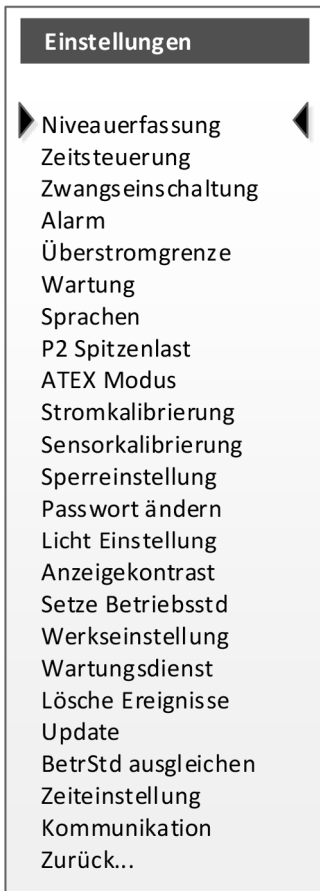 Einstellungen
Niveauerfassung
Zeitsteuerung
Zwangseinschaltung
Alarm
Überstromgrenze
Wartung
Sprachen
P2 Spitzenlast
ATEX Modus
Stromkalibrierung
Sensorkalibrierung
Sperreinstellung
Passwort ändern
Licht Einstellung
Anzeigekontrast
Setze Betriebsstd
Werkseinstellung
Wartungsdienst
Lösche Ereignisse
Update
BetrStd ausgleichen
Zeiteinstellung
Kommunikation
Zurück...